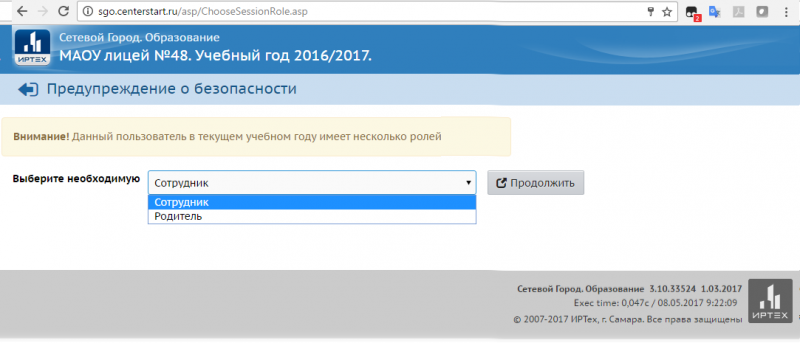 sgo.centerstart.ru/asp/ChooseSessionRole.asp
2
Сетевой Город. Образование
МАОУ лицей №48. Учебный год 2016/2017.
ИРТЕХ
Предупреждение о безопасности
Внимание! Данный пользователь в текущем учебном году имеет несколько ролей
Выберите необходимую Сотрудник Продолжить
Сотрудник
Родитель
Сетевой Город. Образование 3.10.33524 1.03.2017
Exec time: 0,047c / 08.05.2017 9:22:09
© 2007-2017 ИРТех, г. Самара. Все права защищены
ИРТЕХ